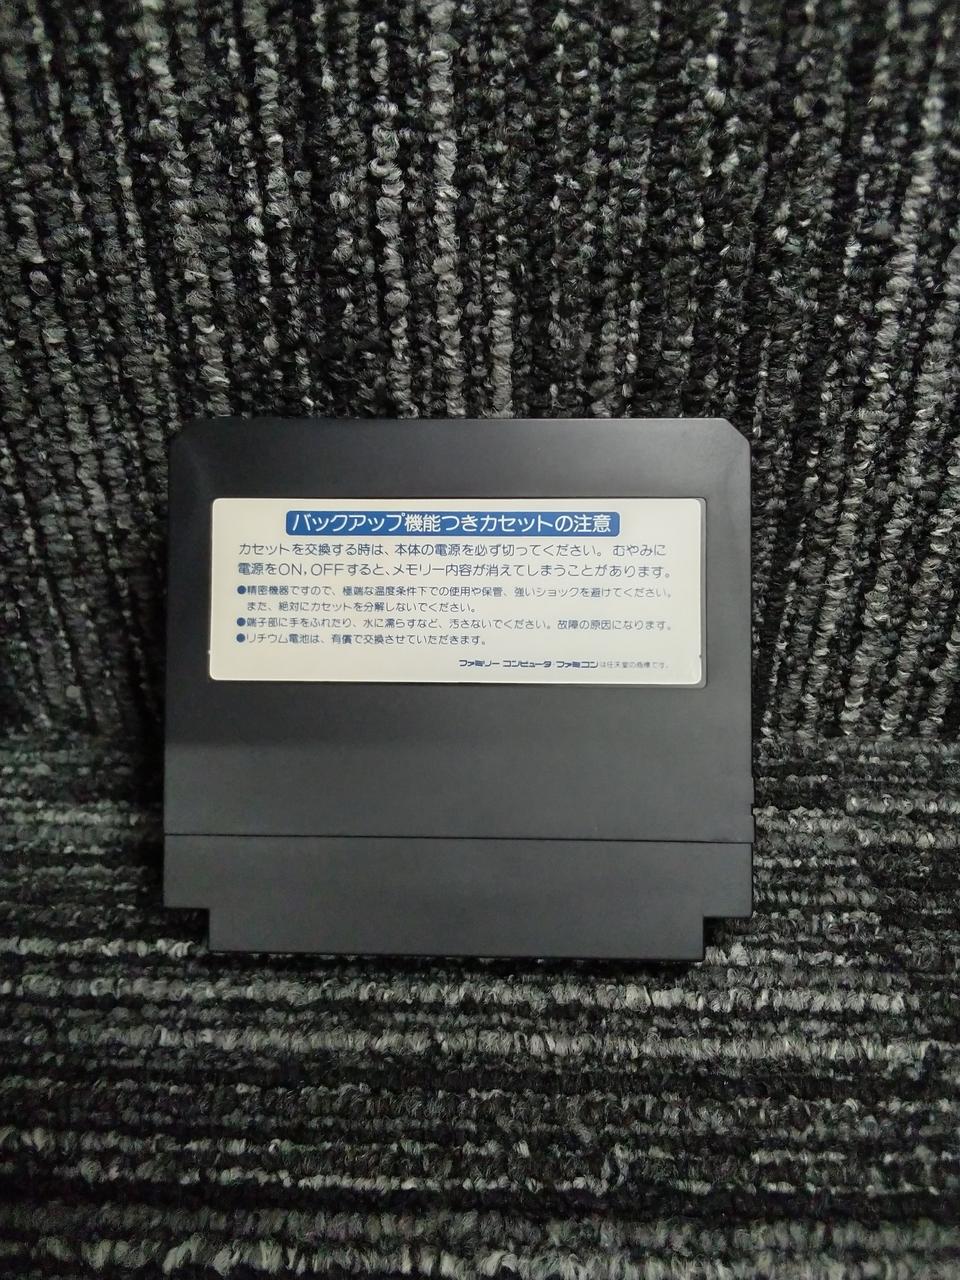 バックアップ機能つきカセットの注意
カセットを交換する時は、本体の電源を必ず切ってください。むやみに
電源をON, OFFすると、メモリー内容が消えてしまうことがあります。
●精密機器ですので、極端な温度条件下での使用や保管、強いショックを避けてください。
また、絶対にカセットを分解しないでください。
●端子部に手をふれたり、水に濡らすなど、汚さないでください。故障の原因になります。
●リチウム電池は、有償で交換させていただきます。
ファミリーコンピュータ・ファミコンは任天堂の商標です。